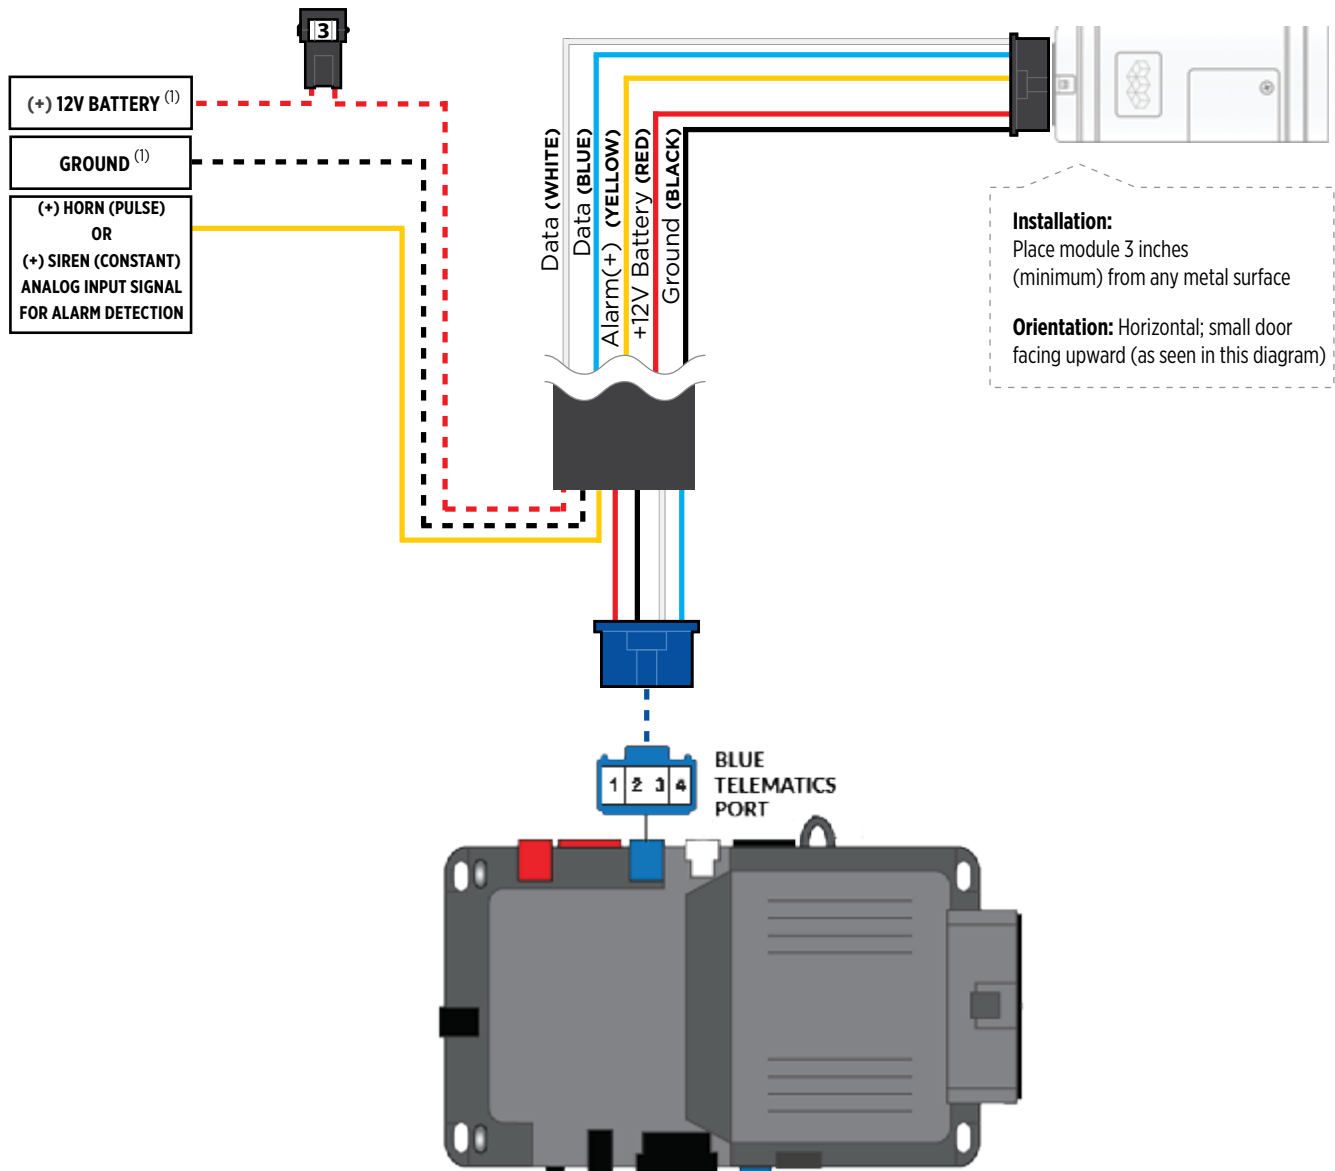 3
(+) 12V BATTERY (1)
GROUND (1)
(+) HORN (PULSE)
OR
(+) SIREN (CONSTANT)
ANALOG INPUT SIGNAL
FOR ALARM DETECTION
Data (WHITE)
Data (BLUE)
Alarm(+) (YELLOW)
+12V Battery (RED)
Ground (BLACK)
Installation:
Place module 3 inches
(minimum) from any metal surface
Orientation: Horizontal; small door
facing upward (as seen in this diagram)
1 2 3 4
BLUE
TELEMATICS
PORT